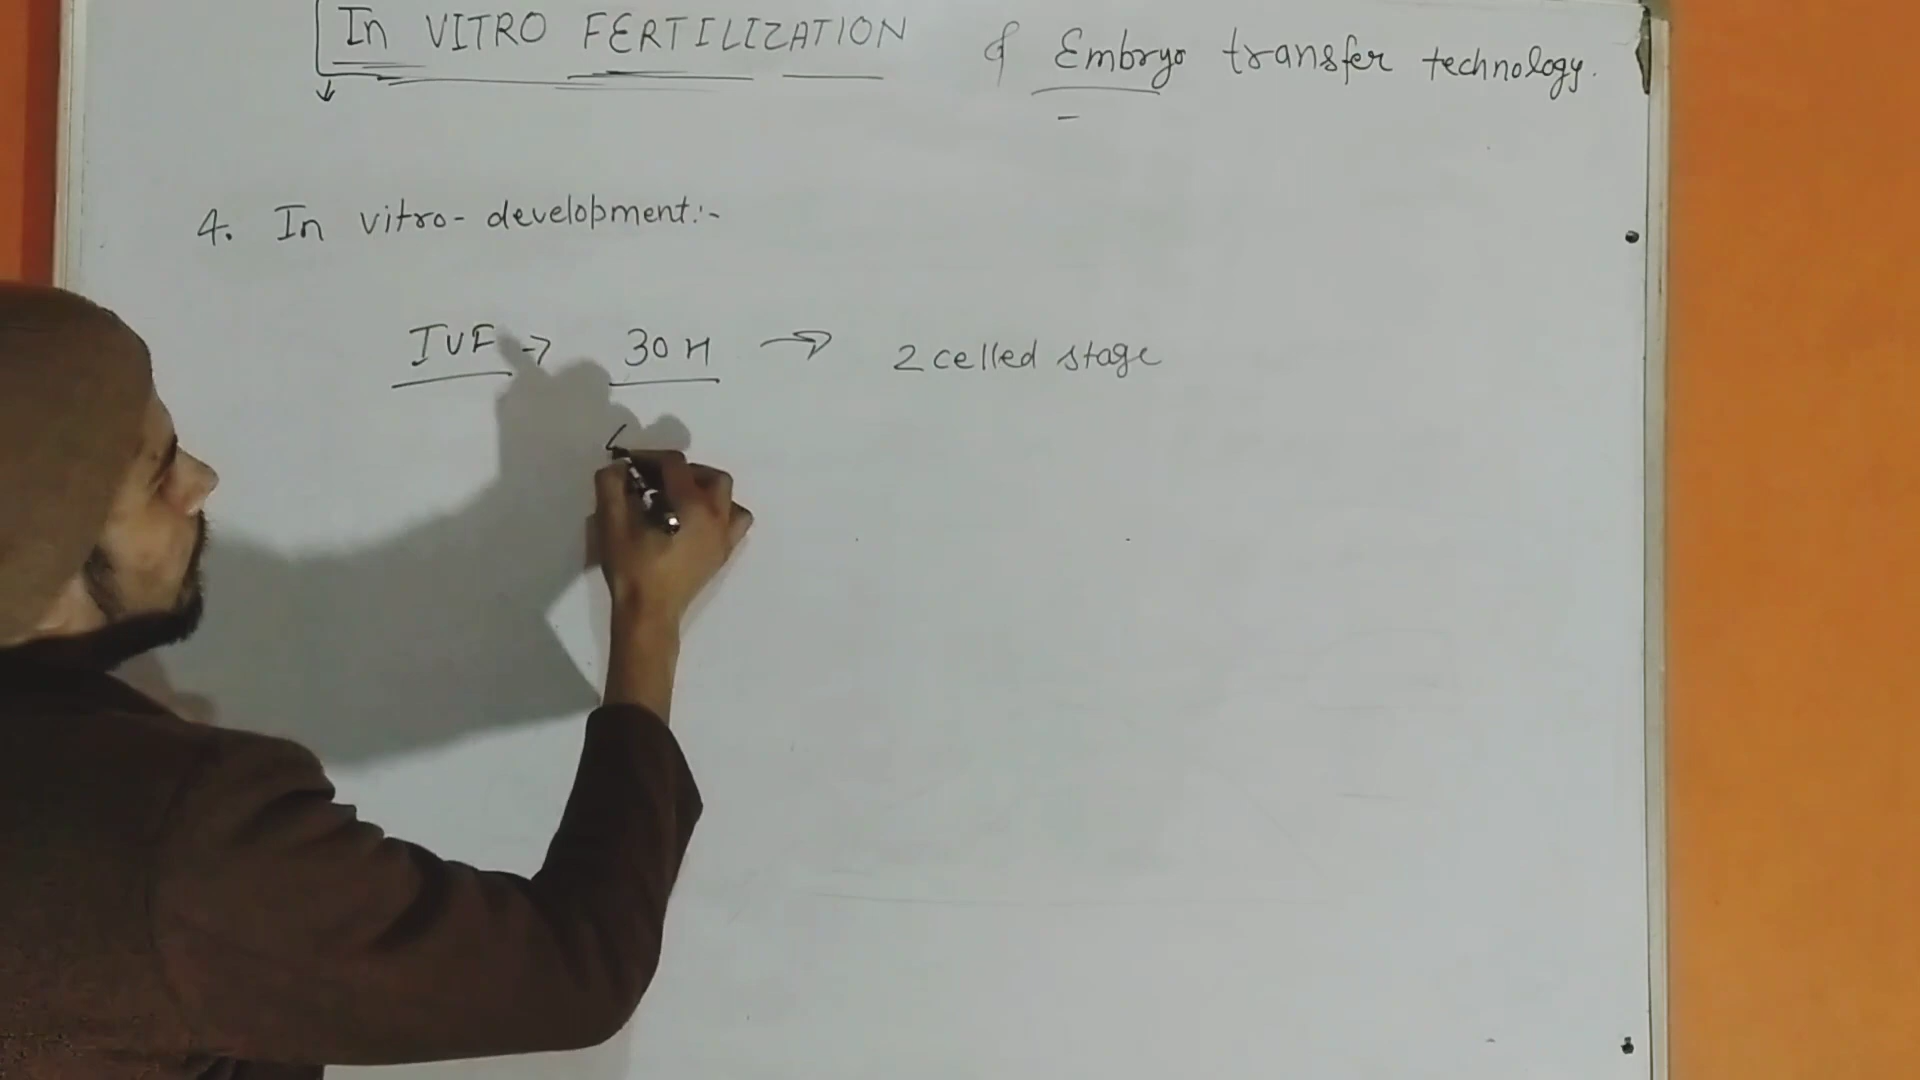 In VITRO FERTILIZATION & Embryo transfer technology.
4. In vitro-development:-
IVF → 30 H → 2 celled stage